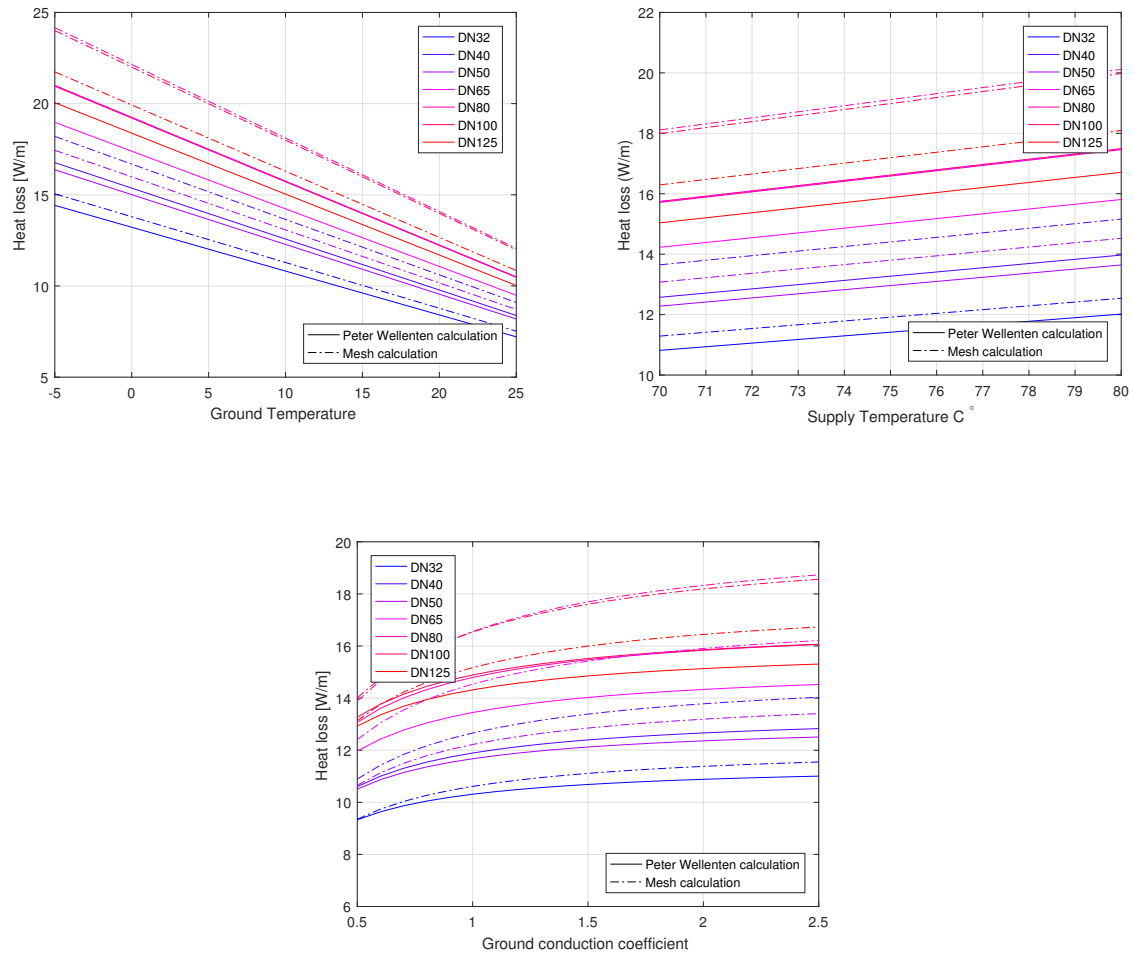 25
20
15
10
5
Heat loss [W/m]
-5 0 5 10 15 20 25
Ground Temperature
DN32
DN40
DN50
DN65
DN80
DN100
DN125
Peter Wellenten calculation
Mesh calculation
22
20
18
16
14
12
10
Heat loss (W/m)
70 71 72 73 74 75 76 77 78 79 80
Supply Temperature C °
DN32
DN40
DN50
DN65
DN80
DN100
DN125
Peter Wellenten calculation
Mesh calculation
20
18
16
14
12
10
8
6
Heat loss [W/m]
0.5 1 1.5 2 2.5
Ground conduction coefficient
DN32
DN40
DN50
DN65
DN80
DN100
DN125
Peter Wellenten calculation
Mesh calculation